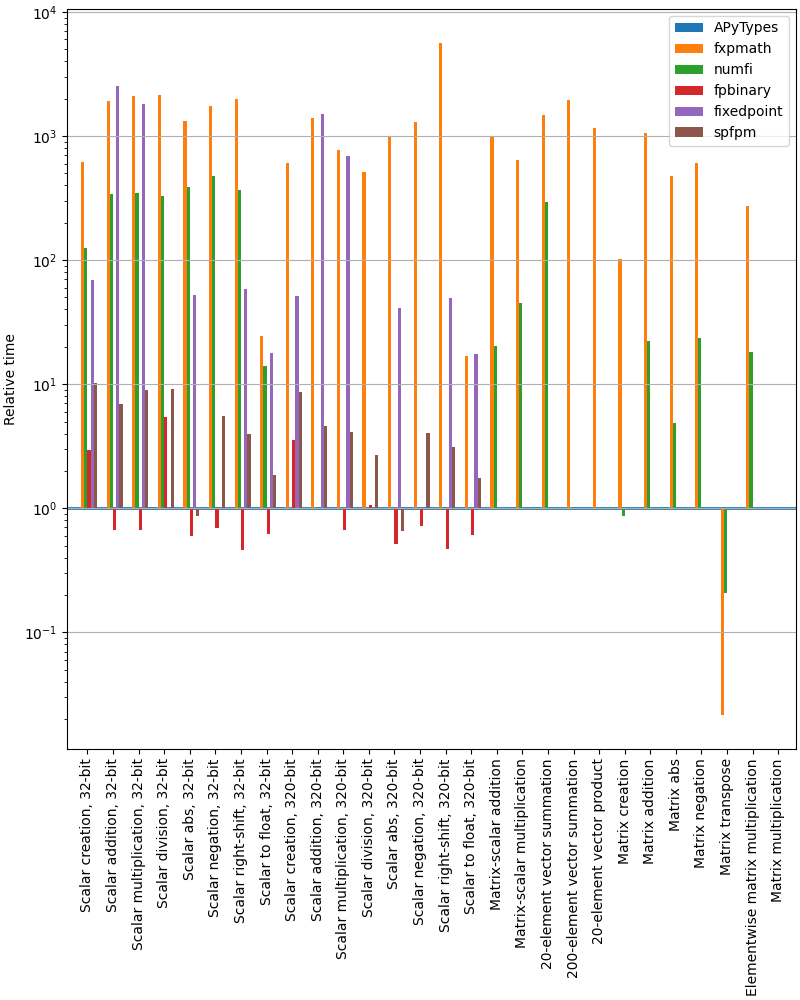 10^4
10^3
10^2
10^1
10^0
10^-1
Relative time
APyTypes
fxpmath
numfi
fpbinary
fixedpoint
spfpm
Scalar creation, 32-bit
Scalar addition, 32-bit
Scalar multiplication, 32-bit
Scalar division, 32-bit
Scalar abs, 32-bit
Scalar negation, 32-bit
Scalar right-shift, 32-bit
Scalar to float, 32-bit
Scalar creation, 320-bit
Scalar addition, 320-bit
Scalar multiplication, 320-bit
Scalar division, 320-bit
Scalar abs, 320-bit
Scalar negation, 320-bit
Scalar right-shift, 320-bit
Scalar to float, 320-bit
Matrix-scalar addition
Matrix-scalar multiplication
20-element vector summation
200-element vector summation
20-element vector product
Matrix creation
Matrix addition
Matrix abs
Matrix negation
Matrix transpose
Elementwise matrix multiplication
Matrix multiplication